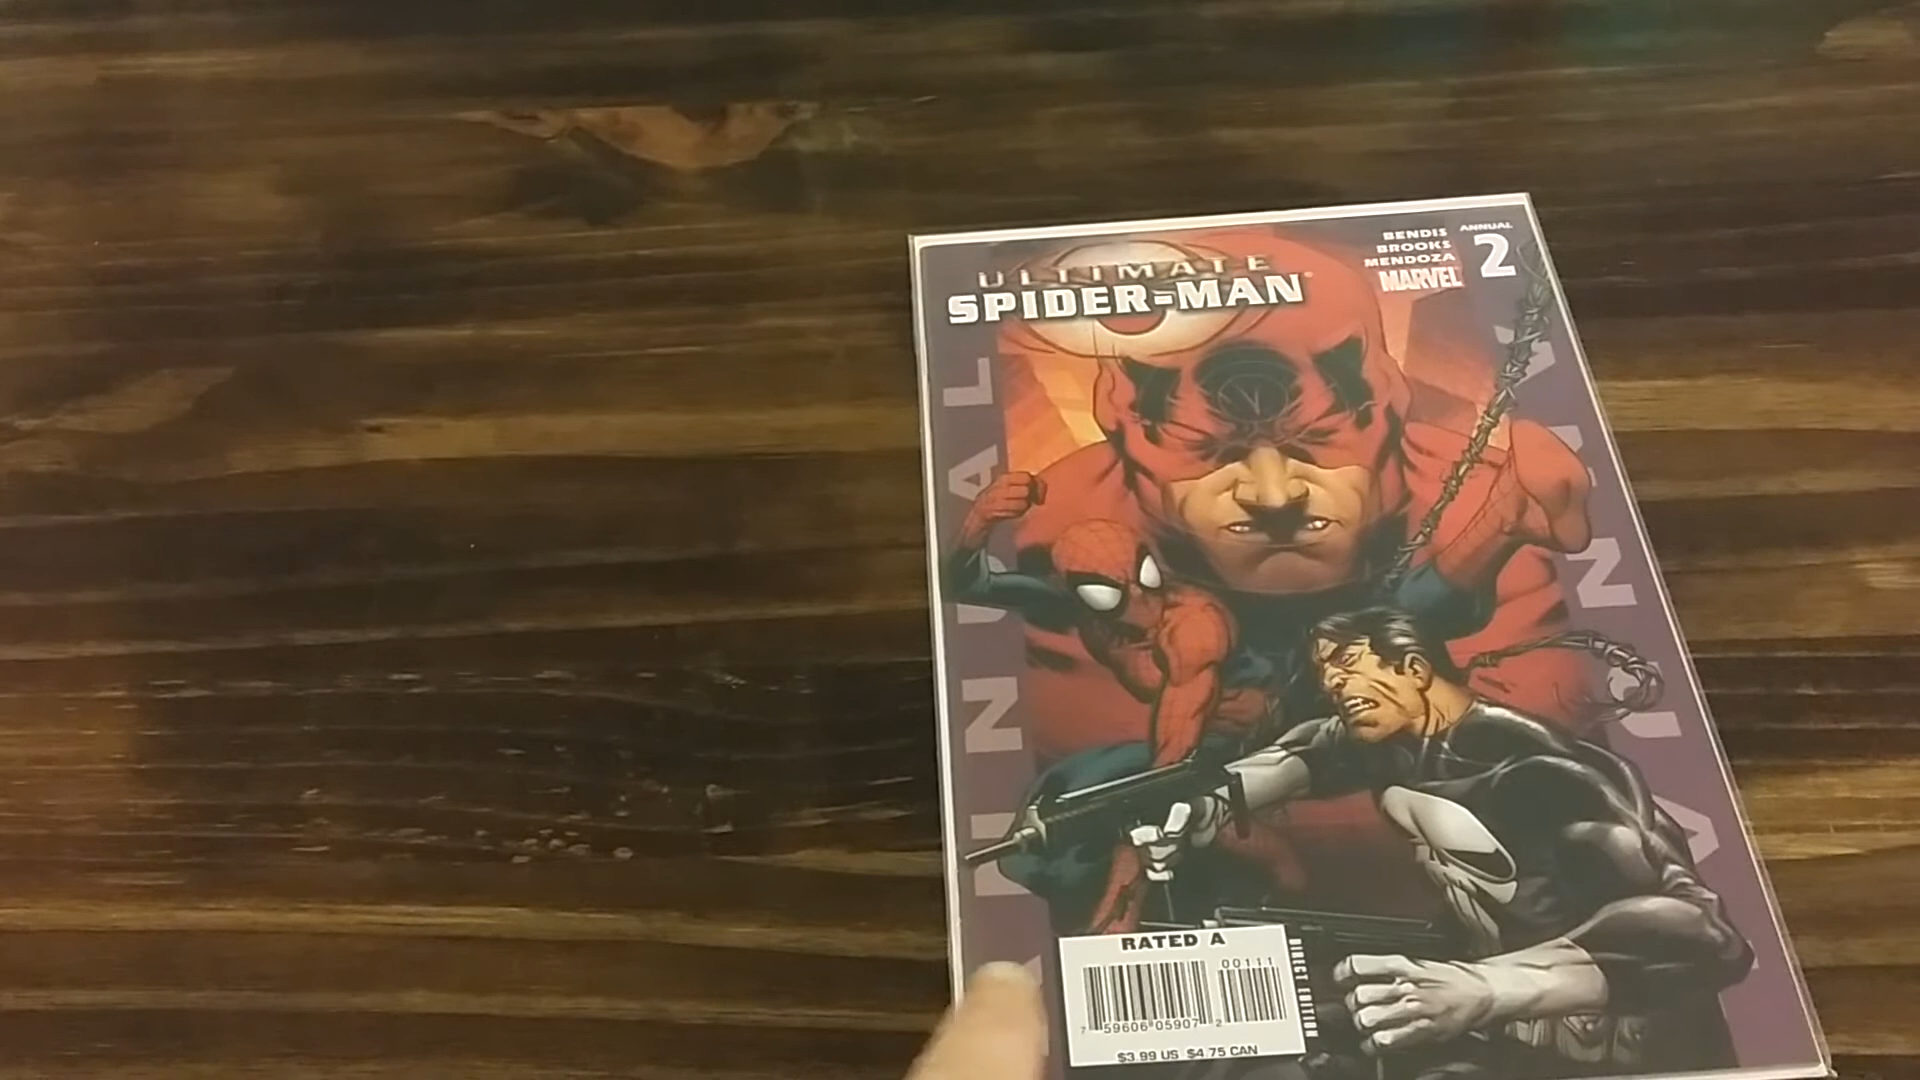 ULTIMATE
SPIDER-MAN
BENDIS
BROOKS
MENDOZA
MARVEL
ANNUAL
2
ANNUAL
ANNUAL
RATED A
00111
7 59606 05907 2
DIRECT EDITION
$3.99 US $4.75 CAN